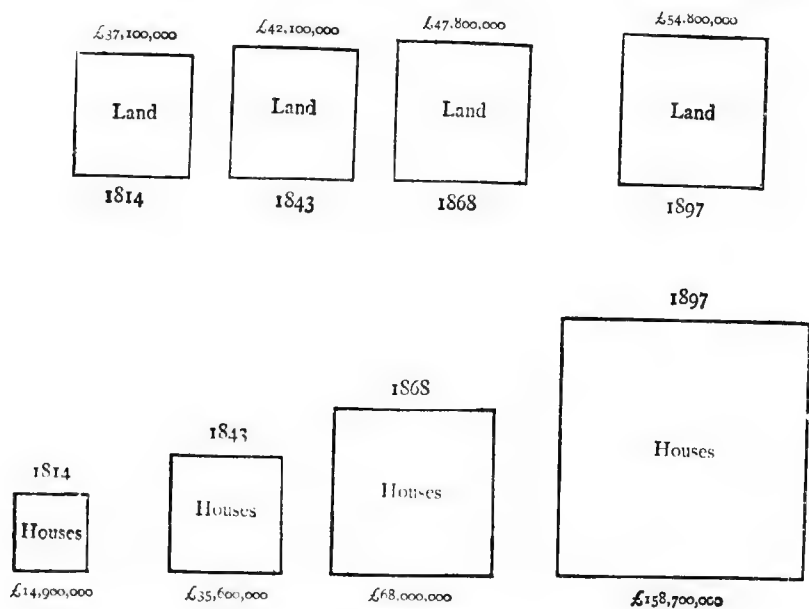 £37,100,000 £42,100,000 £47,800,000 £54,800,000
Land Land Land Land
1814 1843 1868 1897
1897
1868
1843
1814
Houses Houses Houses Houses
£14,900,000 £35,600,000 £68,000,000 £158,700,000